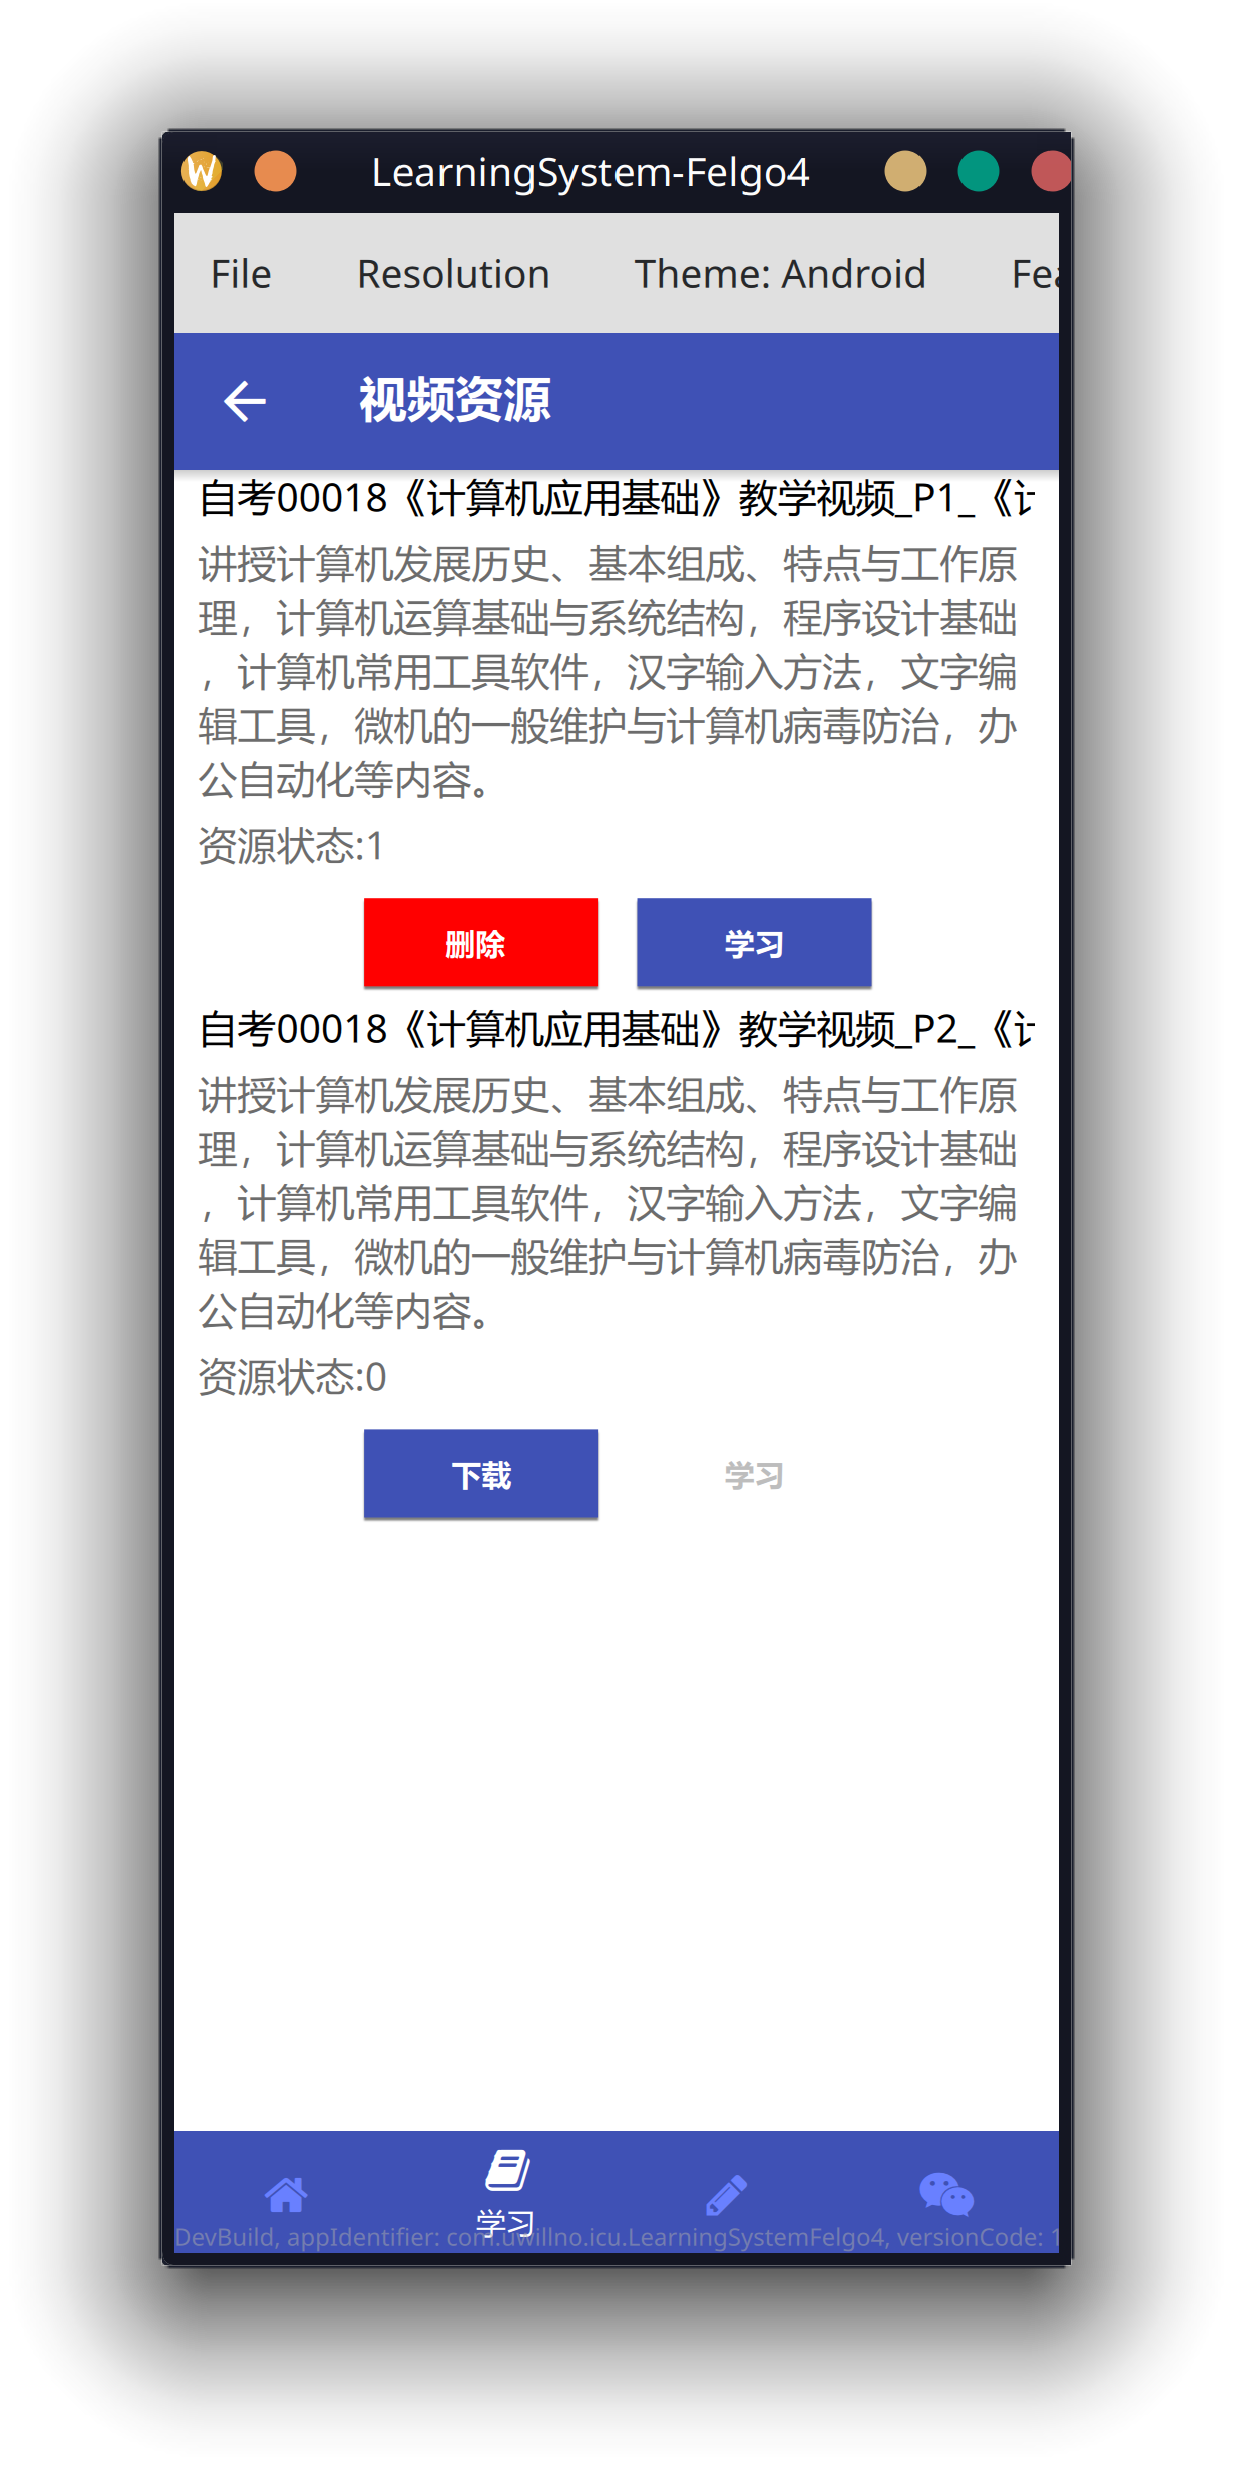 LearningSystem-Felgo4
File Resolution Theme: Android Fea
视频资源
自考00018《计算机应用基础》教学视频_P1_《计
讲授计算机发展历史、基本组成、特点与工作原
理，计算机运算基础与系统结构，程序设计基础
，计算机常用工具软件，汉字输入方法，文字编
辑工具，微机的一般维护与计算机病毒防治，办
公自动化等内容。
资源状态:1
删除 学习
自考00018《计算机应用基础》教学视频_P2_《计
讲授计算机发展历史、基本组成、特点与工作原
理，计算机运算基础与系统结构，程序设计基础
，计算机常用工具软件，汉字输入方法，文字编
辑工具，微机的一般维护与计算机病毒防治，办
公自动化等内容。
资源状态:0
下载 学习
学习
DevBuild, appIdentifier: com.uwillno.icu.LearningSystemFelgo4, versionCode: 1